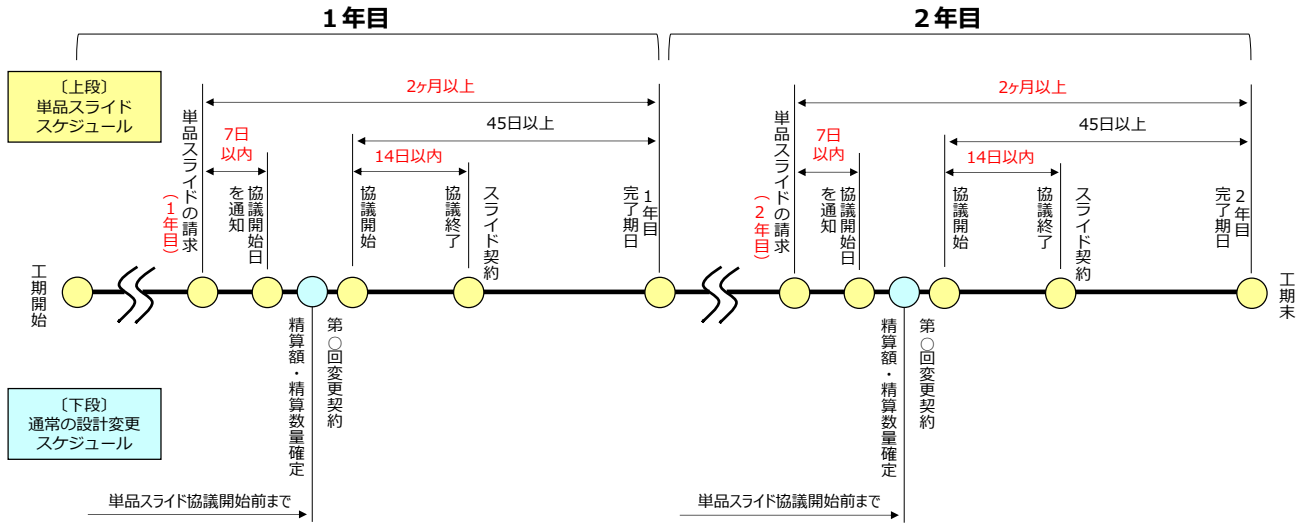 1年目
2年目
〔上段〕
単品スライド
スケジュール
2ヶ月以上
45日以上
7日
以内
14日以内
単品スライドの請求
（1年目）
協議開始日
を通知
協議開始
協議終了
スライド契約
1年目
完了期日
2ヶ月以上
45日以上
7日
以内
14日以内
単品スライドの請求
（2年目）
協議開始日
を通知
協議開始
協議終了
スライド契約
2年目
完了期日
工期開始
工期末
〔下段〕
通常の設計変更
スケジュール
第○回変更契約
精算額・精算数量確定
第○回変更契約
精算額・精算数量確定
単品スライド協議開始前まで
単品スライド協議開始前まで